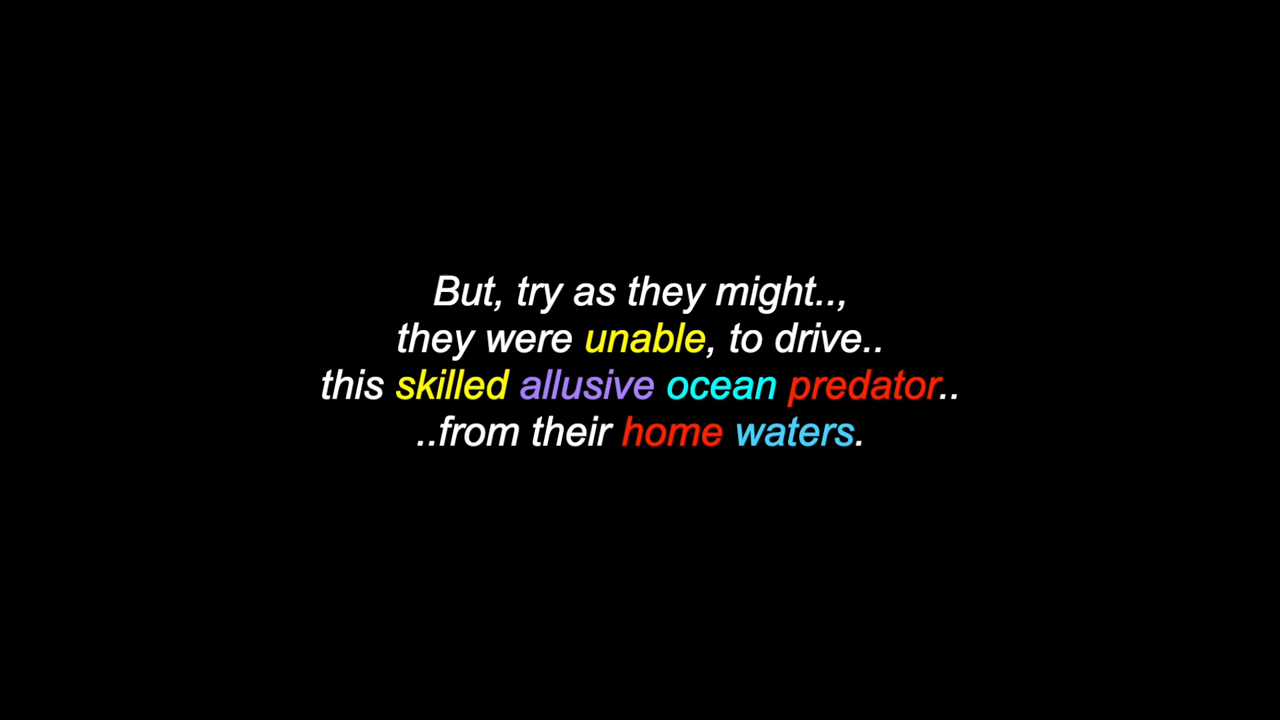 But, try as they might..,
they were unable, to drive..
this skilled allusive ocean predator..
..from their home waters.